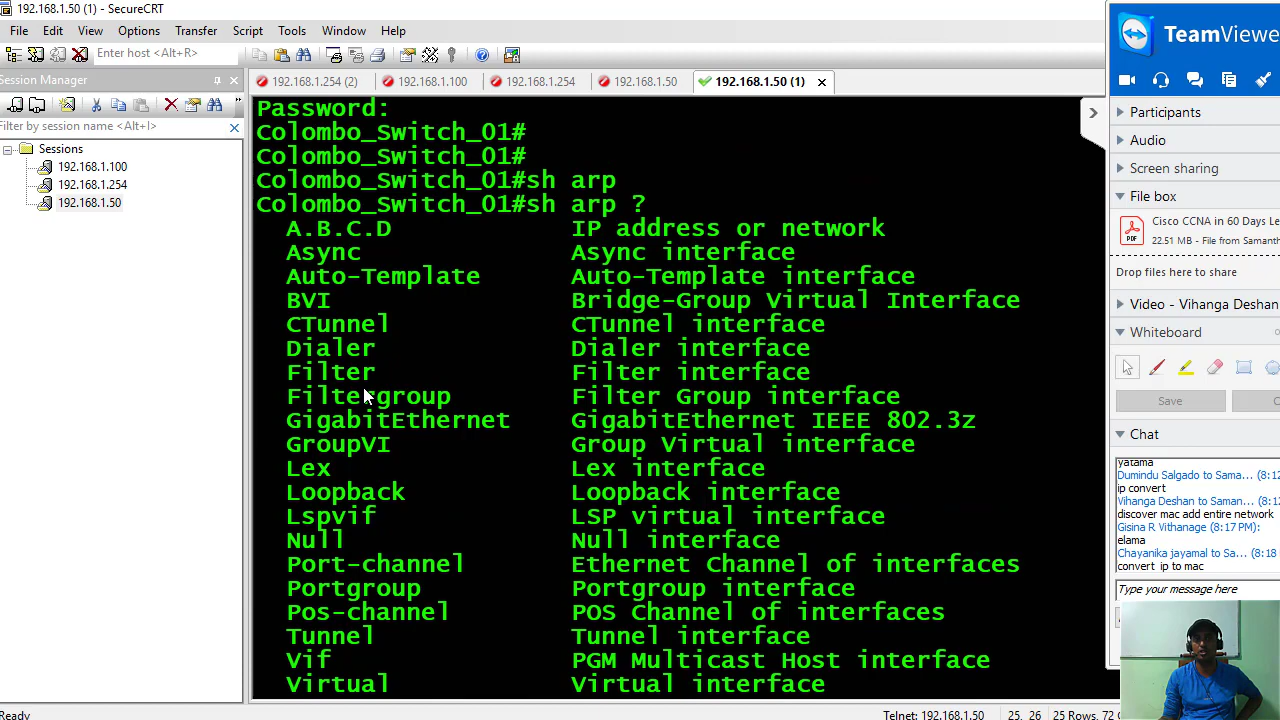 192.168.1.50 (1) - SecureCRT
File Edit View Options Transfer Script Tools Window Help
Enter host <Alt+R>
Session Manager
Filter by session name <Alt+I>
Sessions
192.168.1.100
192.168.1.254
192.168.1.50
192.168.1.254 (2) 192.168.1.100 192.168.1.254 192.168.1.50 192.168.1.50 (1)
Password:
Colombo_Switch_01#
Colombo_Switch_01#
Colombo_Switch_01#sh arp
Colombo_Switch_01#sh arp ?
A.B.C.D IP address or network
Async Async interface
Auto-Template Auto-Template interface
BVI Bridge-Group Virtual Interface
CTunnel CTunnel interface
Dialer Dialer interface
Filter Filter interface
Filtergroup Filter Group interface
GigabitEthernet GigabitEthernet IEEE 802.3z
GroupVI Group Virtual interface
Lex Lex interface
Loopback Loopback interface
Lspvif LSP virtual interface
Null Null interface
Port-channel Ethernet Channel of interfaces
Portgroup Portgroup interface
Pos-channel POS Channel of interfaces
Tunnel Tunnel interface
Vif PGM Multicast Host interface
Virtual Virtual interface
Ready
Telnet: 192.168.1.50 25, 26 25 Rows, 72 C
TeamViewe
Participants
Audio
Screen sharing
File box
Cisco CCNA in 60 Days L
PDF
22.51 MB - File from Samanth
Drop files here to share
Video - Vihanga Deshan
Whiteboard
Save
C
Chat
yatama
Dumindu Salgado to Sama... (8:12
ip convert
Vihanga Deshan to Saman... (8:1
discover mac add entire network
Gisina R Vithanage (8:17 PM):
elama
Chayanika jayamal to Sa... (8:18
convert ip to mac
Type your message here